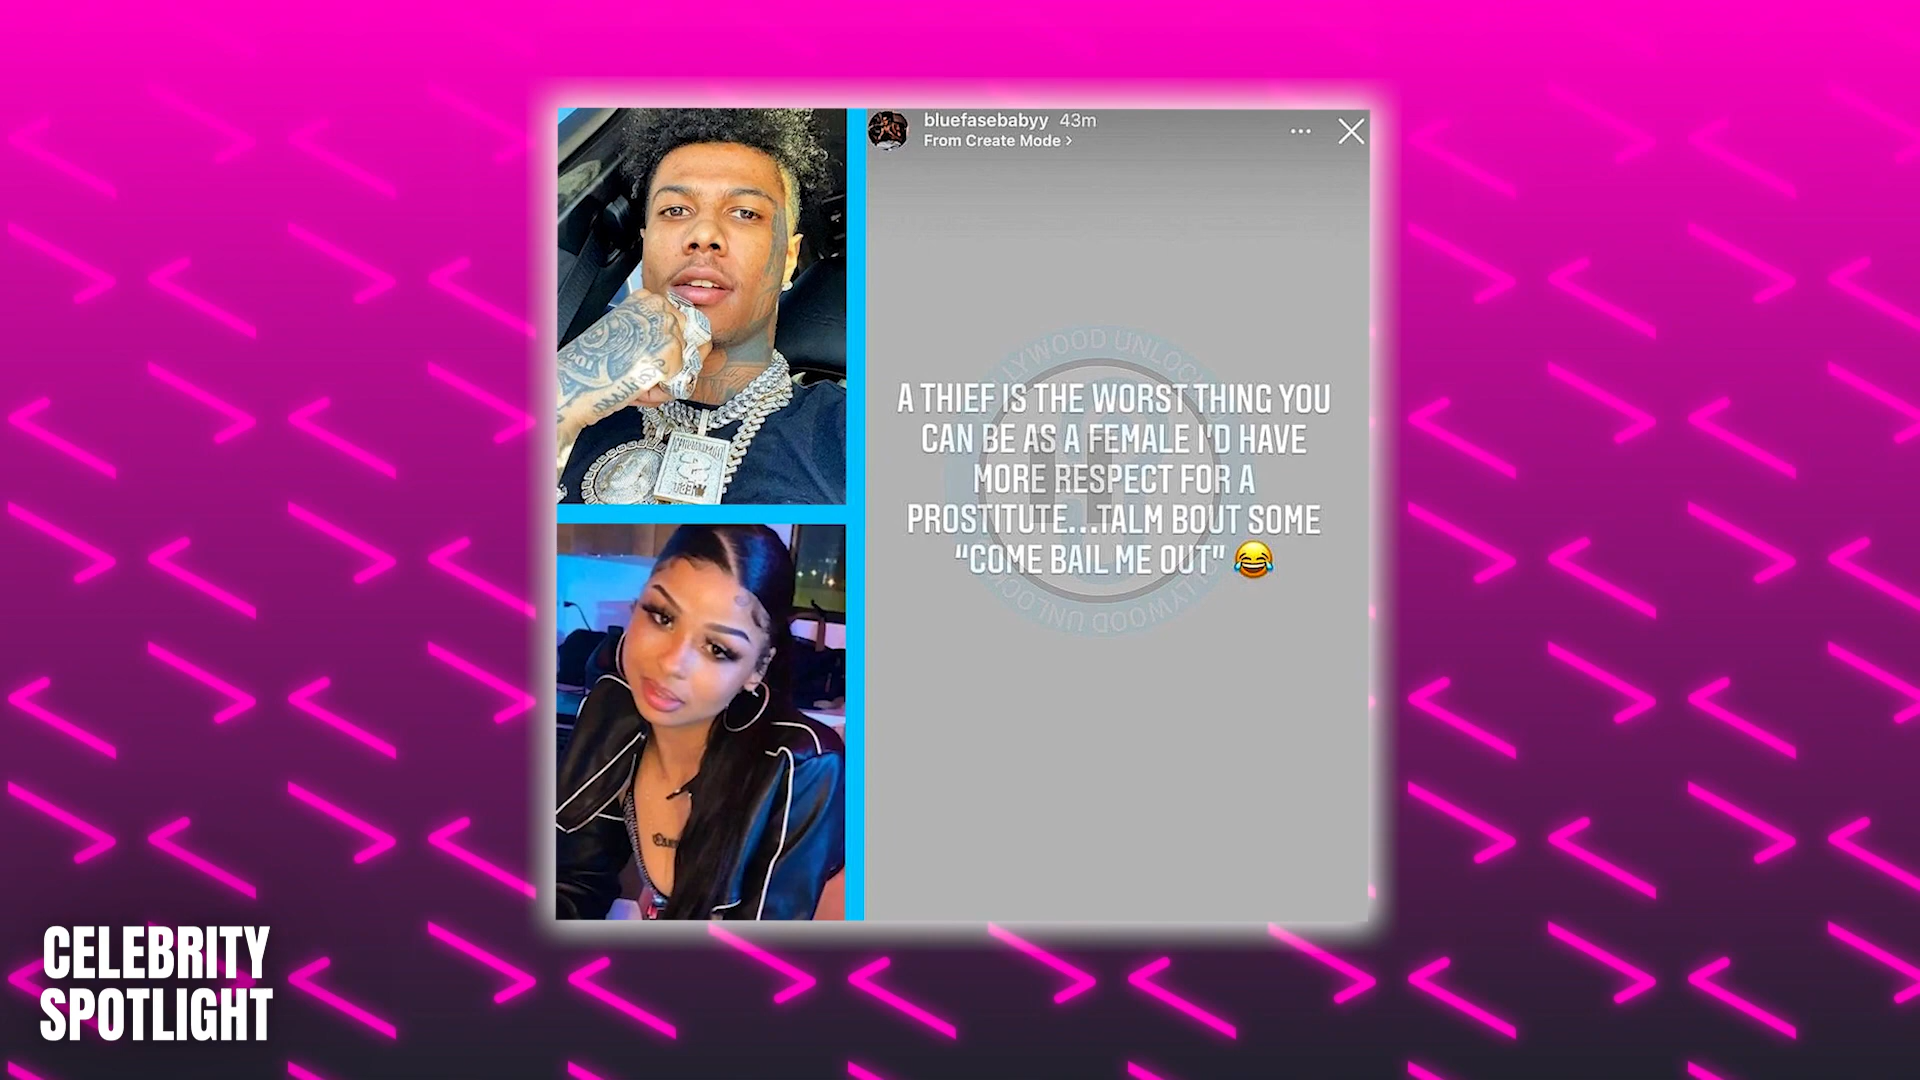 bluefasebabyy 43m
From Create Mode >
A THIEF IS THE WORST THING YOU
CAN BE AS A FEMALE I'D HAVE
MORE RESPECT FOR A
PROSTITUTE...TALM BOUT SOME
“COME BAIL ME OUT” 😂
CELEBRITY
SPOTLIGHT